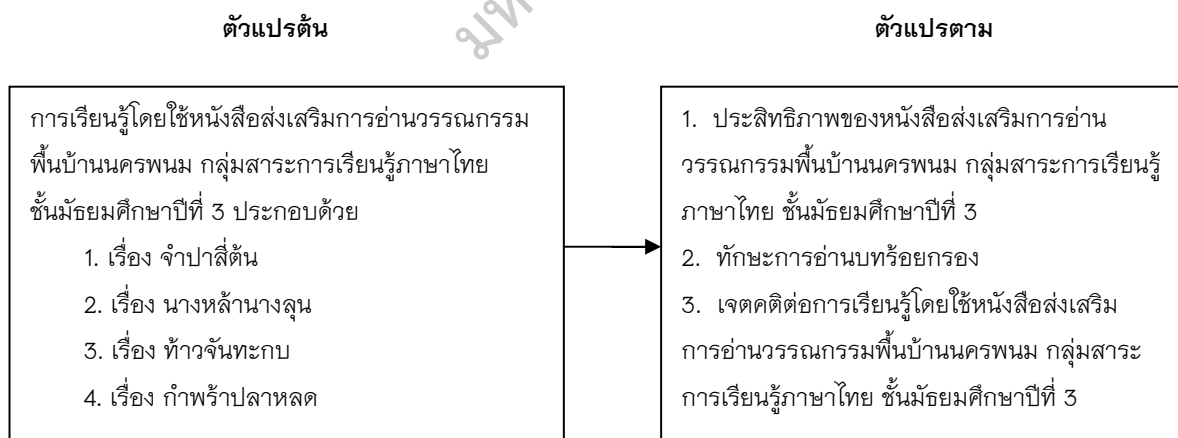 ตัวแปรต้น
ตัวแปรตาม
การเรียนรู้โดยใช้หนังสือส่งเสริมการอ่านวรรณกรรม
พื้นบ้านนครพนม กลุ่มสาระการเรียนรู้ภาษาไทย
ชั้นมัธยมศึกษาปีที่ 3 ประกอบด้วย
1. เรื่อง จำปาสี่ต้น
2. เรื่อง นางหล้านางลุน
3. เรื่อง ท้าวจันทะกบ
4. เรื่อง กำพร้าปลาหลด
1. ประสิทธิภาพของหนังสือส่งเสริมการอ่าน
วรรณกรรมพื้นบ้านนครพนม กลุ่มสาระการเรียนรู้
ภาษาไทย ชั้นมัธยมศึกษาปีที่ 3
2. ทักษะการอ่านบทร้อยกรอง
3. เจตคติต่อการเรียนรู้โดยใช้หนังสือส่งเสริม
การอ่านวรรณกรรมพื้นบ้านนครพนม กลุ่มสาระ
การเรียนรู้ภาษาไทย ชั้นมัธยมศึกษาปีที่ 3